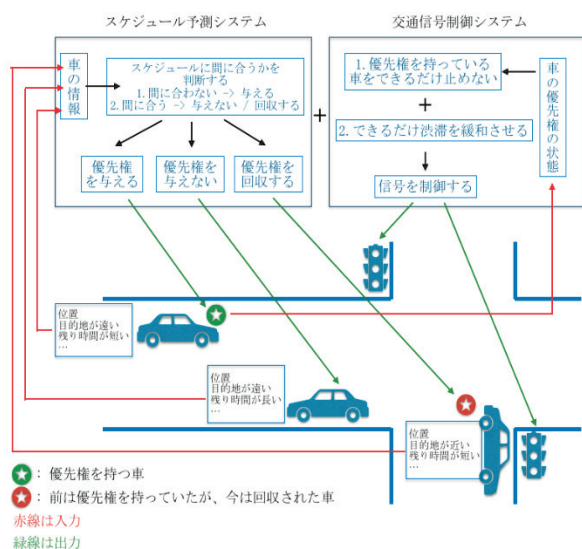 スケジュール予測システム
交通信号制御システム
車の情報
スケジュールに間に合うかを
判断する
1. 間に合わない -> 与える
2. 間に合う -> 与えない / 回収する
優先権
を与える
優先権を
与えない
優先権を
回収する
+
1. 優先権を持っている
車をできるだけ止めない
+
2. できるだけ渋滞を緩和させる
信号を制御する
車の優先権の状態
位置
目的地が遠い
残り時間が短い
...
位置
目的地が遠い
残り時間が長い
...
位置
目的地が近い
残り時間が短い
...
: 優先権を持つ車
: 前は優先権を持っていたが、今は回収された車
赤線は入力
緑線は出力